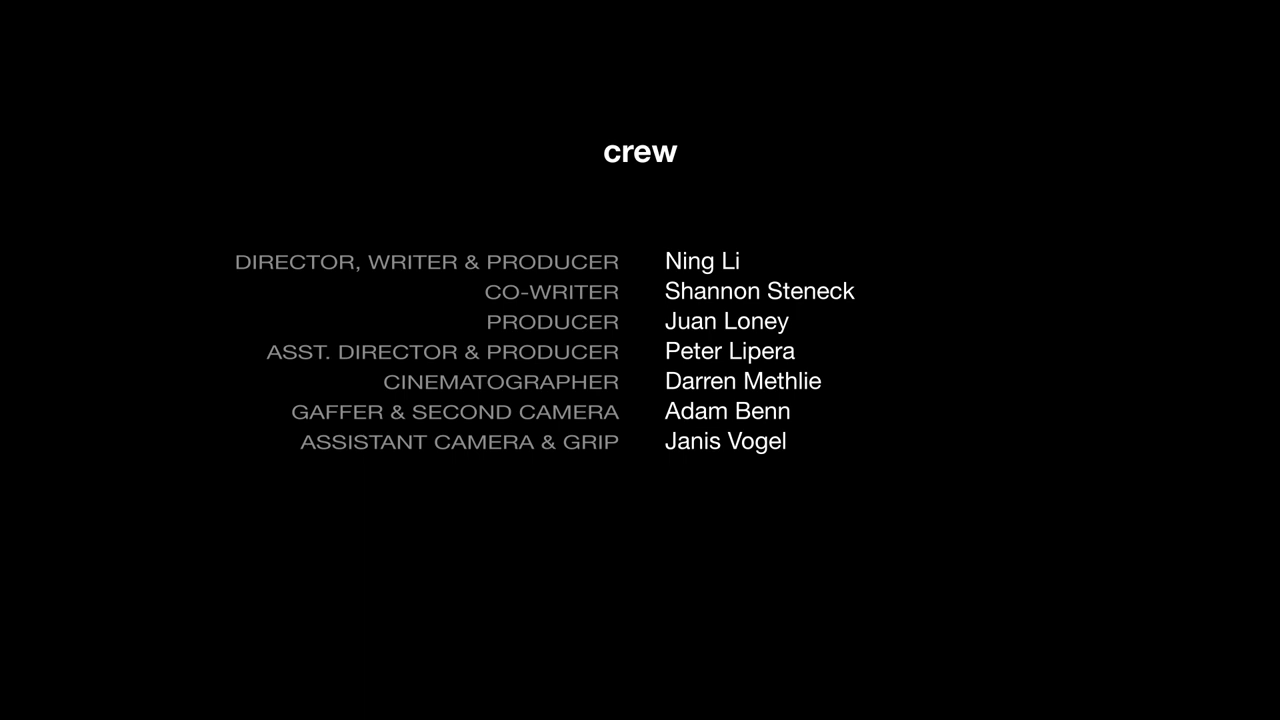 crew
DIRECTOR, WRITER & PRODUCER Ning Li
CO-WRITER Shannon Steneck
PRODUCER Juan Loney
ASST. DIRECTOR & PRODUCER Peter Lipera
CINEMATOGRAPHER Darren Methlie
GAFFER & SECOND CAMERA Adam Benn
ASSISTANT CAMERA & GRIP Janis Vogel